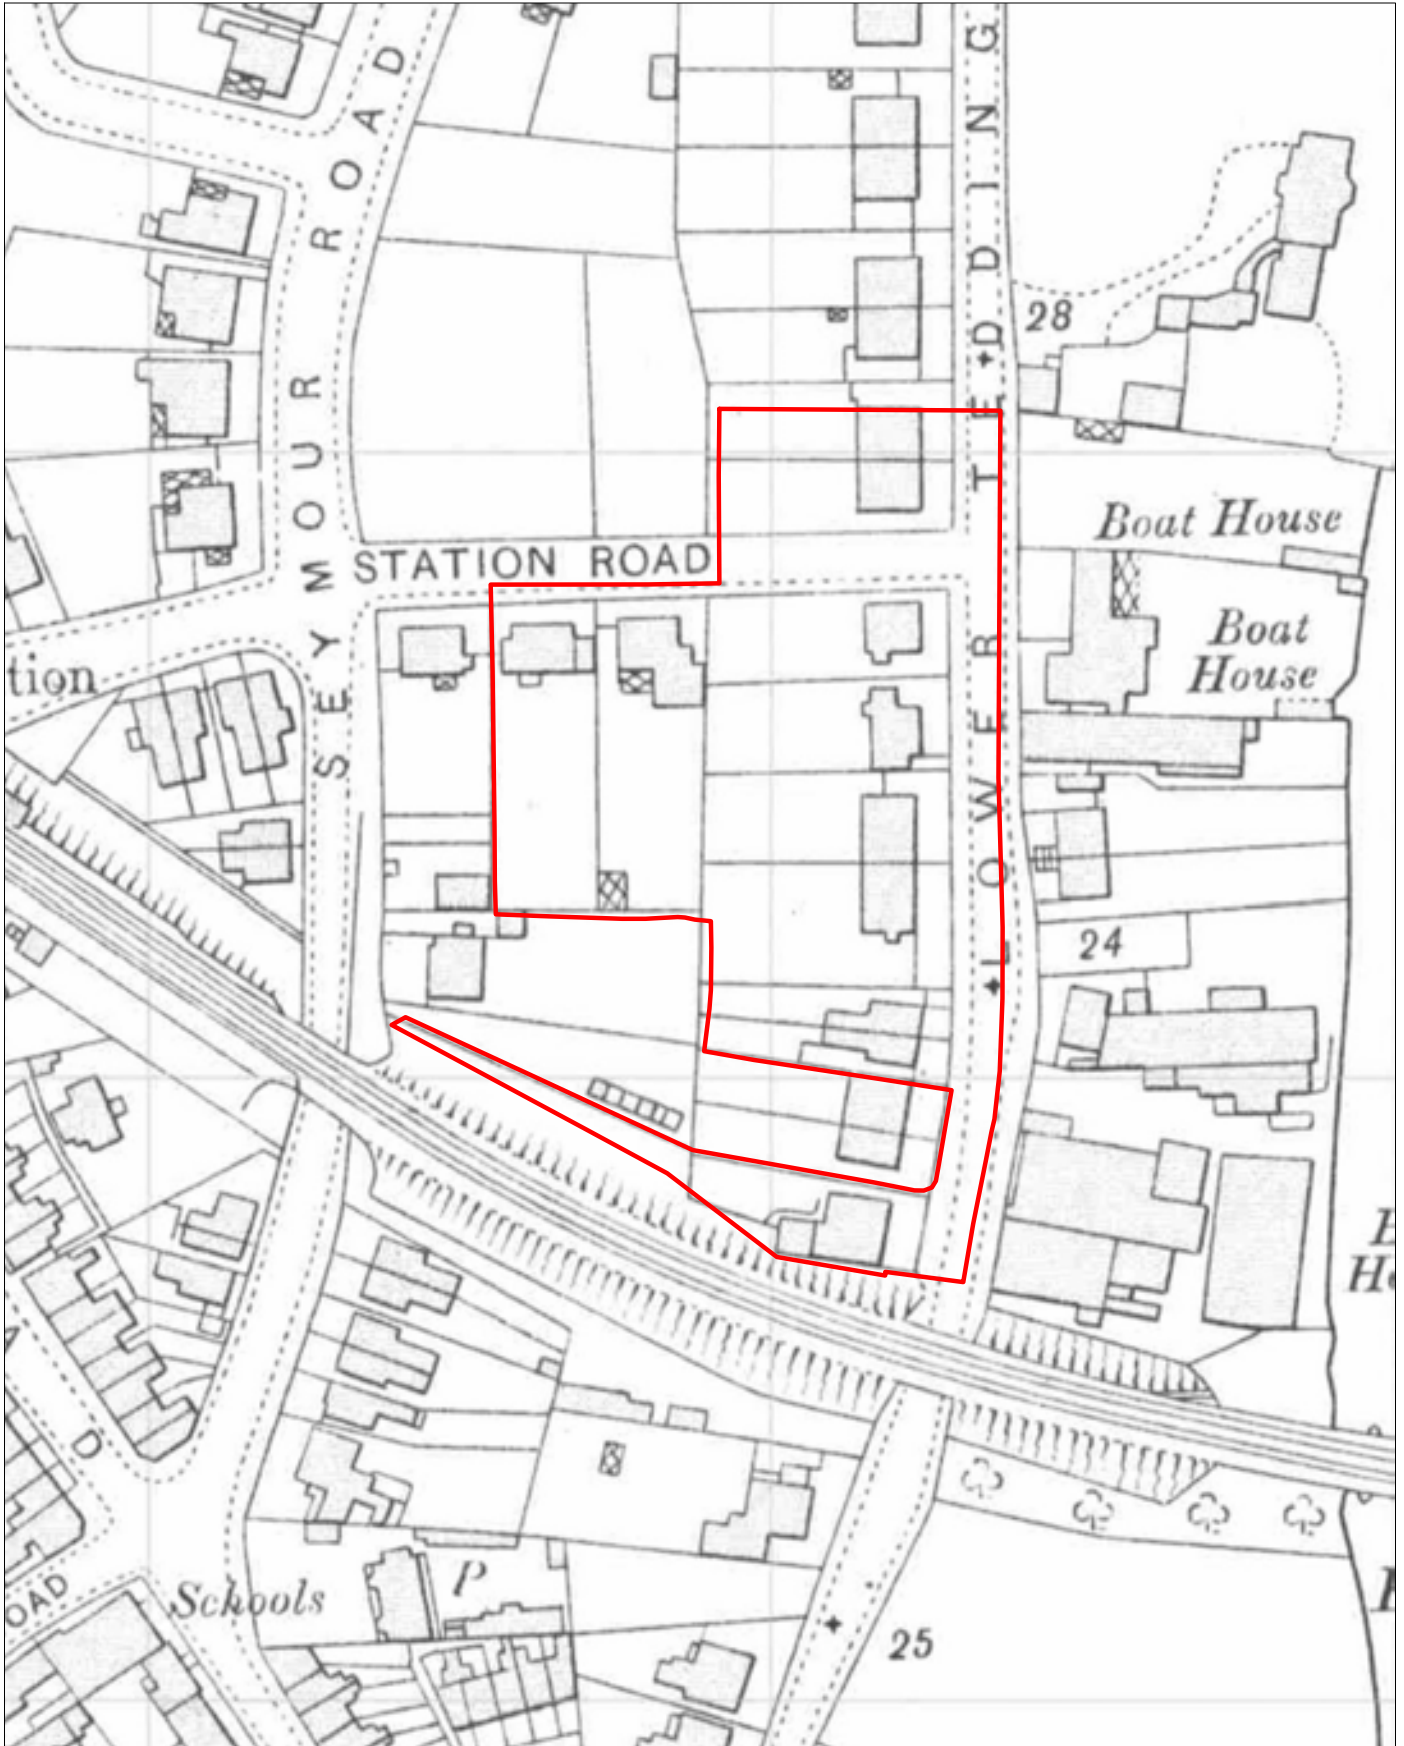 SEYMOUR ROAD
LOWER TEDDING
28
STATION ROAD
Boat House
Boat
House
tion
24
Schools
P
OAD
25